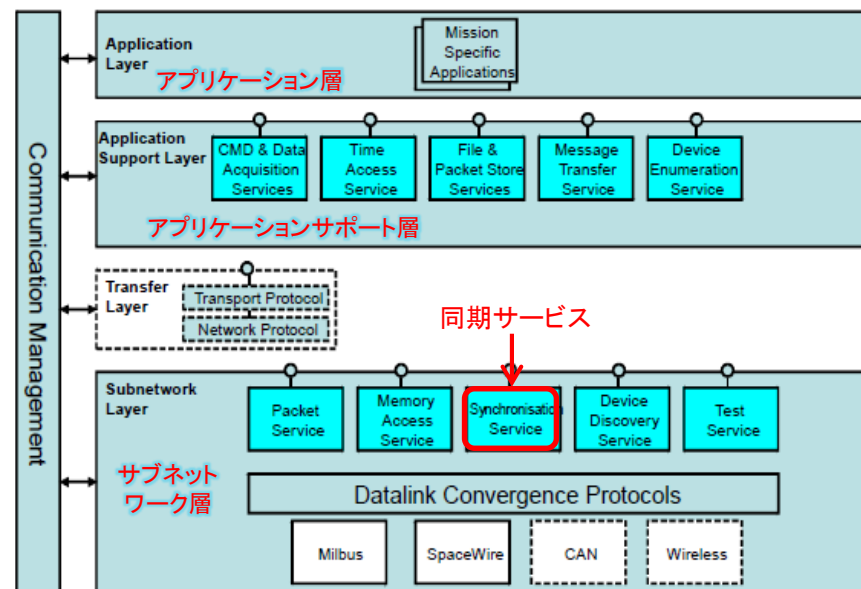 Communication Management
Application
Layer
アプリケーション層
Mission
Specific
Applications
Application
Support Layer
CMD & Data
Acquisition
Services
Time
Access
Service
File &
Packet Store
Services
Message
Transfer
Service
Device
Enumeration
Service
アプリケーションサポート層
Transfer
Layer
Transport Protocol
Network Protocol
同期サービス
Subnetwork
Layer
Packet
Service
Memory
Access
Service
Synchronisation
Service
Device
Discovery
Service
Test
Service
サブネット
ワーク層
Datalink Convergence Protocols
Milbus
SpaceWire
CAN
Wireless